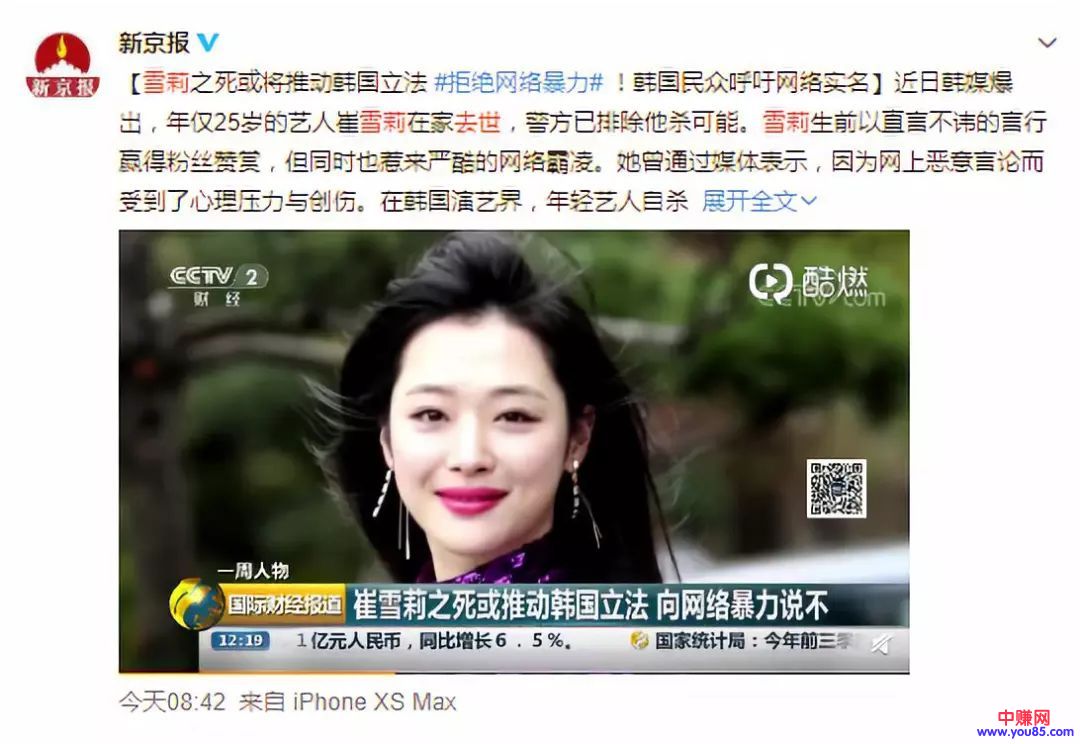 新京报
新京报
【雪莉之死或将推动韩国立法 #拒绝网络暴力# ！韩国民众呼吁网络实名】近日韩媒爆
出，年仅25岁的艺人崔雪莉在家去世，警方已排除他杀可能。雪莉生前以直言不讳的言行
赢得粉丝赞赏，但同时也惹来严酷的网络霸凌。她曾通过媒体表示，因为网上恶意言论而
受到了心理压力与创伤。在韩国演艺界，年轻艺人自杀 展开全文
CCTV 2
财经
酷燃
CCTV.com
一周人物
国际财经报道
崔雪莉之死或推动韩国立法 向网络暴力说不
12:19 1亿元人民币，同比增长6．5%。 国家统计局：今年前三季
今天08:42 来自 iPhone XS Max
中赚网
www.you85.com